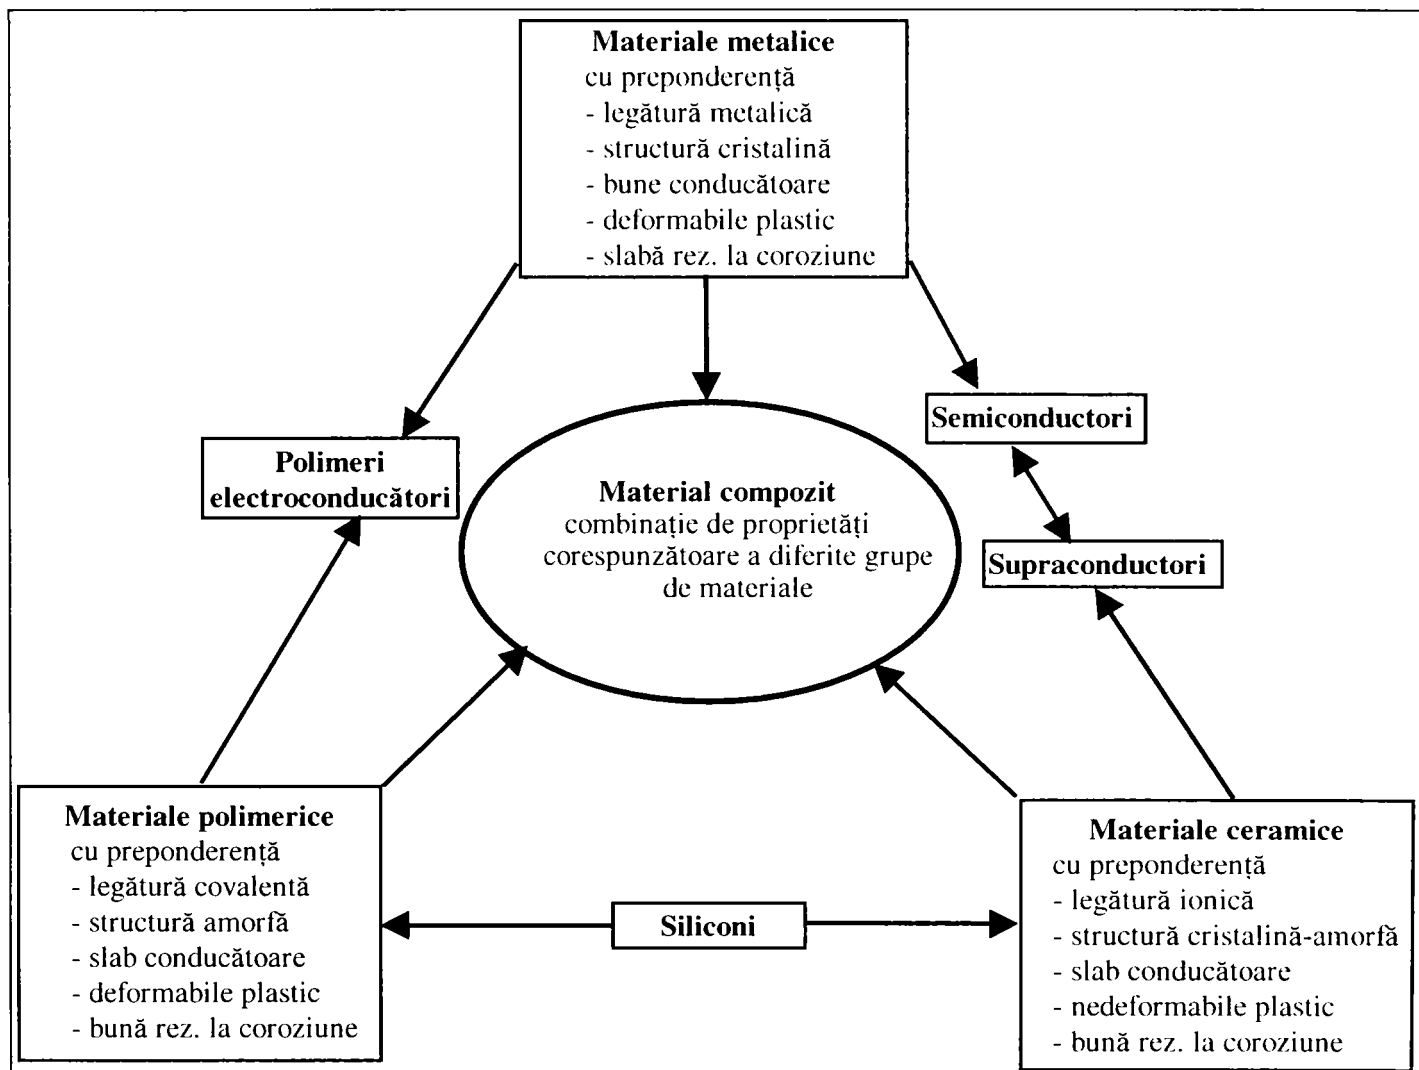 Materiale metalice
cu preponderență
- legătură metalică
- structură cristalină
- bune conducătoare
- deformabile plastic
- slabă rez. la coroziune
Semiconductori
Polimeri
electroconducători
Material compozit
combinație de proprietăți
corespunzătoare a diferite grupe
de materiale
Supraconductori
Materiale polimerice
cu preponderență
- legătură covalentă
- structură amorfă
- slab conducătoare
- deformabile plastic
- bună rez. la coroziune
Siliconi
Materiale ceramice
cu preponderență
- legătură ionică
- structură cristalină-amorfă
- slab conducătoare
- nedeformabile plastic
- bună rez. la coroziune